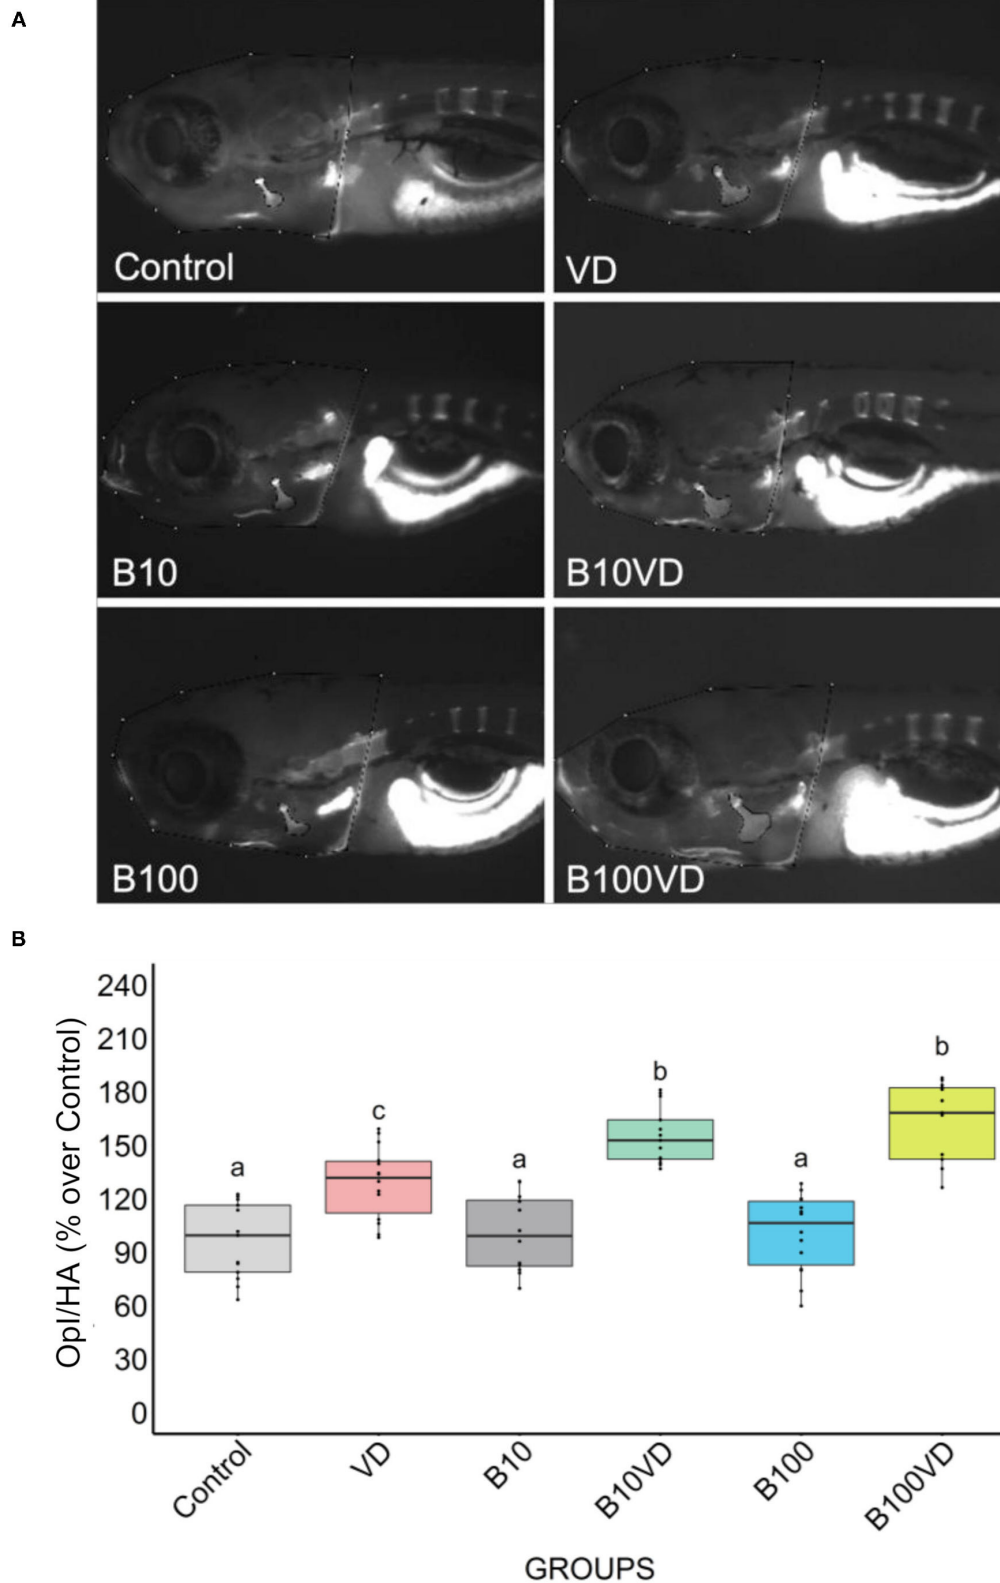 A
Control
VD
B10
B10VD
B100
B100VD
B
OpI/HA (% over Control)
240
210
180
150
120
90
60
30
0
a
c
a
b
a
b
Control
VD
B10
B10VD
B100
B100VD
GROUPS